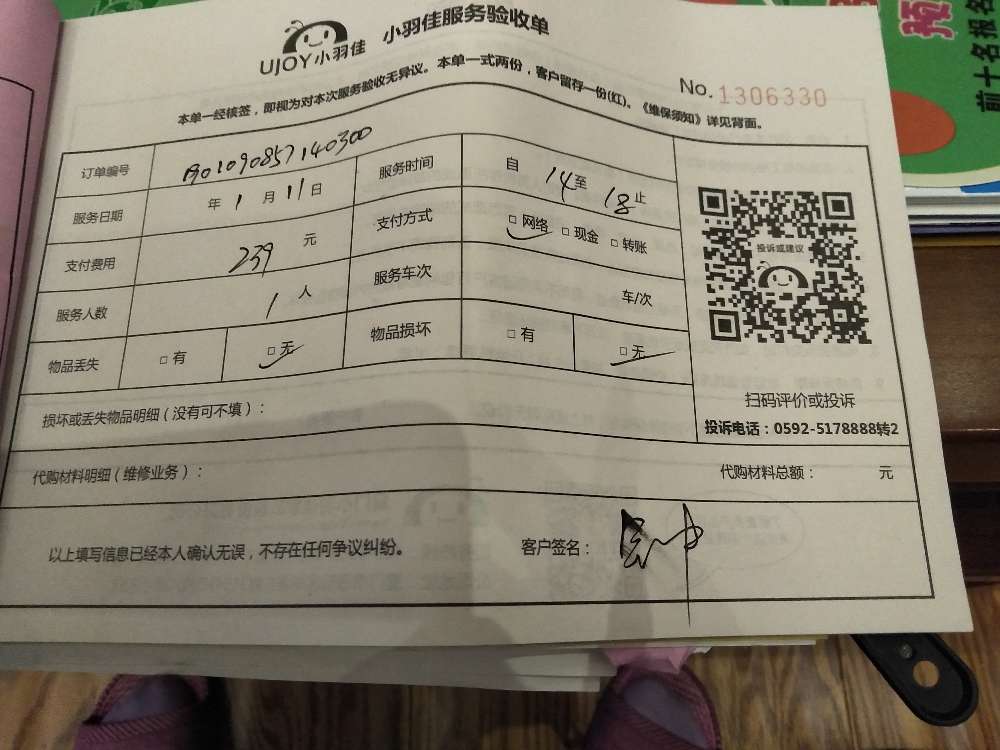 UJOY小羽佳 小羽佳服务验收单
本单一经核签，即视为对本次服务验收无异议。本单一式两份，客户留存一份(红)。《维保须知》详见背面。
No.1306330
订单编号 A01090857140300 服务时间 自 14 至 18 止
服务日期 年 1 月 11 日 支付方式 □ 网络 □ 现金 □ 转账
支付费用 239 元 服务车次 车/次
服务人数 1 人 物品损坏 □ 有 □ 无
物品丢失 □ 有 □ 无
投诉或建议
扫码评价或投诉
投诉电话：0592-5178888转2
损坏或丢失物品明细（没有可不填）：
代购材料明细（维修业务）： 代购材料总额： 元
以上填写信息已经本人确认无误，不存在任何争议纠纷。 客户签名：
预
前十名报名